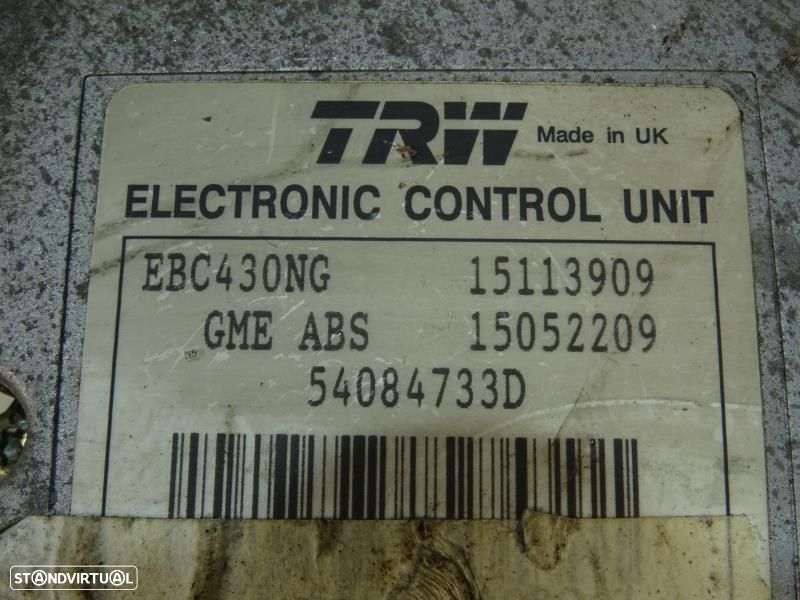 TRW Made in UK
ELECTRONIC CONTROL UNIT
EBC430NG 15113909
GME ABS 15052209
54084733D
STANDVIRTUAL